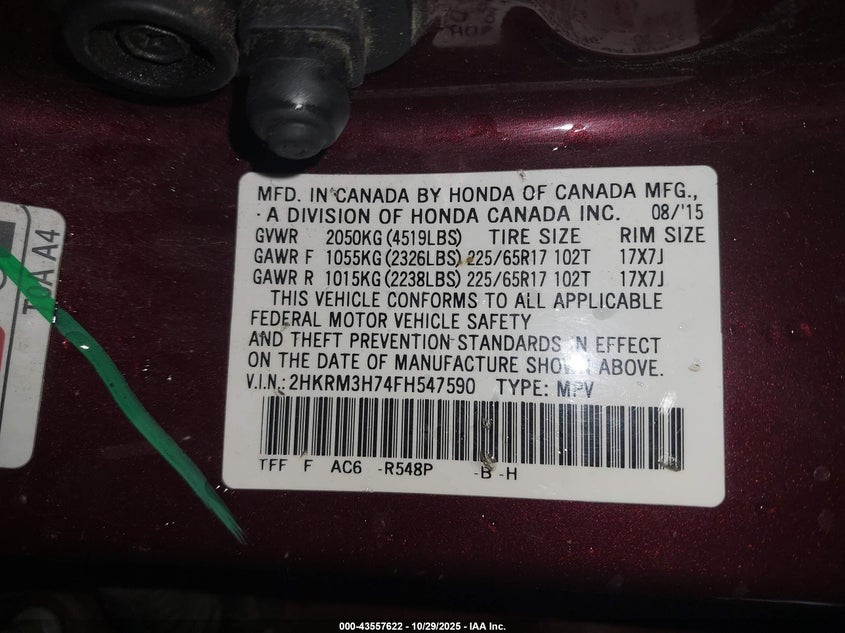 MFD. IN CANADA BY HONDA OF CANADA MFG.,
A DIVISION OF HONDA CANADA INC. 08/'15
GVWR 2050KG (4519LBS) TIRE SIZE RIM SIZE
GAWR F 1055KG (2326LBS) 225/65R17 102T 17X7J
GAWR R 1015KG (2238LBS) 225/65R17 102T 17X7J
THIS VEHICLE CONFORMS TO ALL APPLICABLE
FEDERAL MOTOR VEHICLE SAFETY
AND THEFT PREVENTION STANDARDS IN EFFECT
ON THE DATE OF MANUFACTURE SHOWN ABOVE.
V.I.N.: 2HKRM3H74FH547590 TYPE: MPV
TFF F AC6 -R548P -B -H
A4
000-43557622 - 10/29/2025 - IAA Inc.